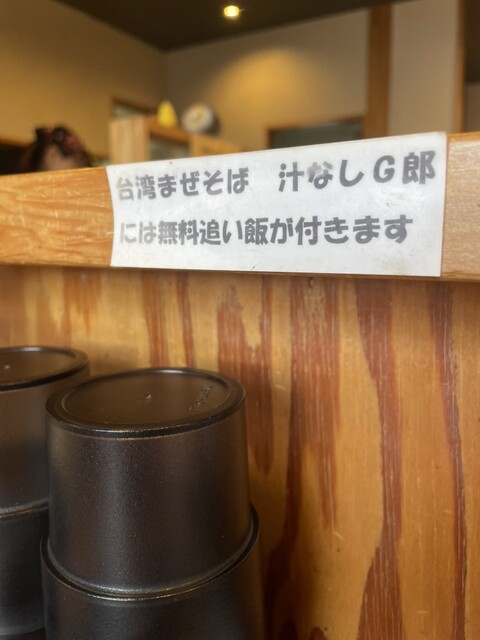 台湾まぜそば　汁なしG郎
には無料追い飯が付きます